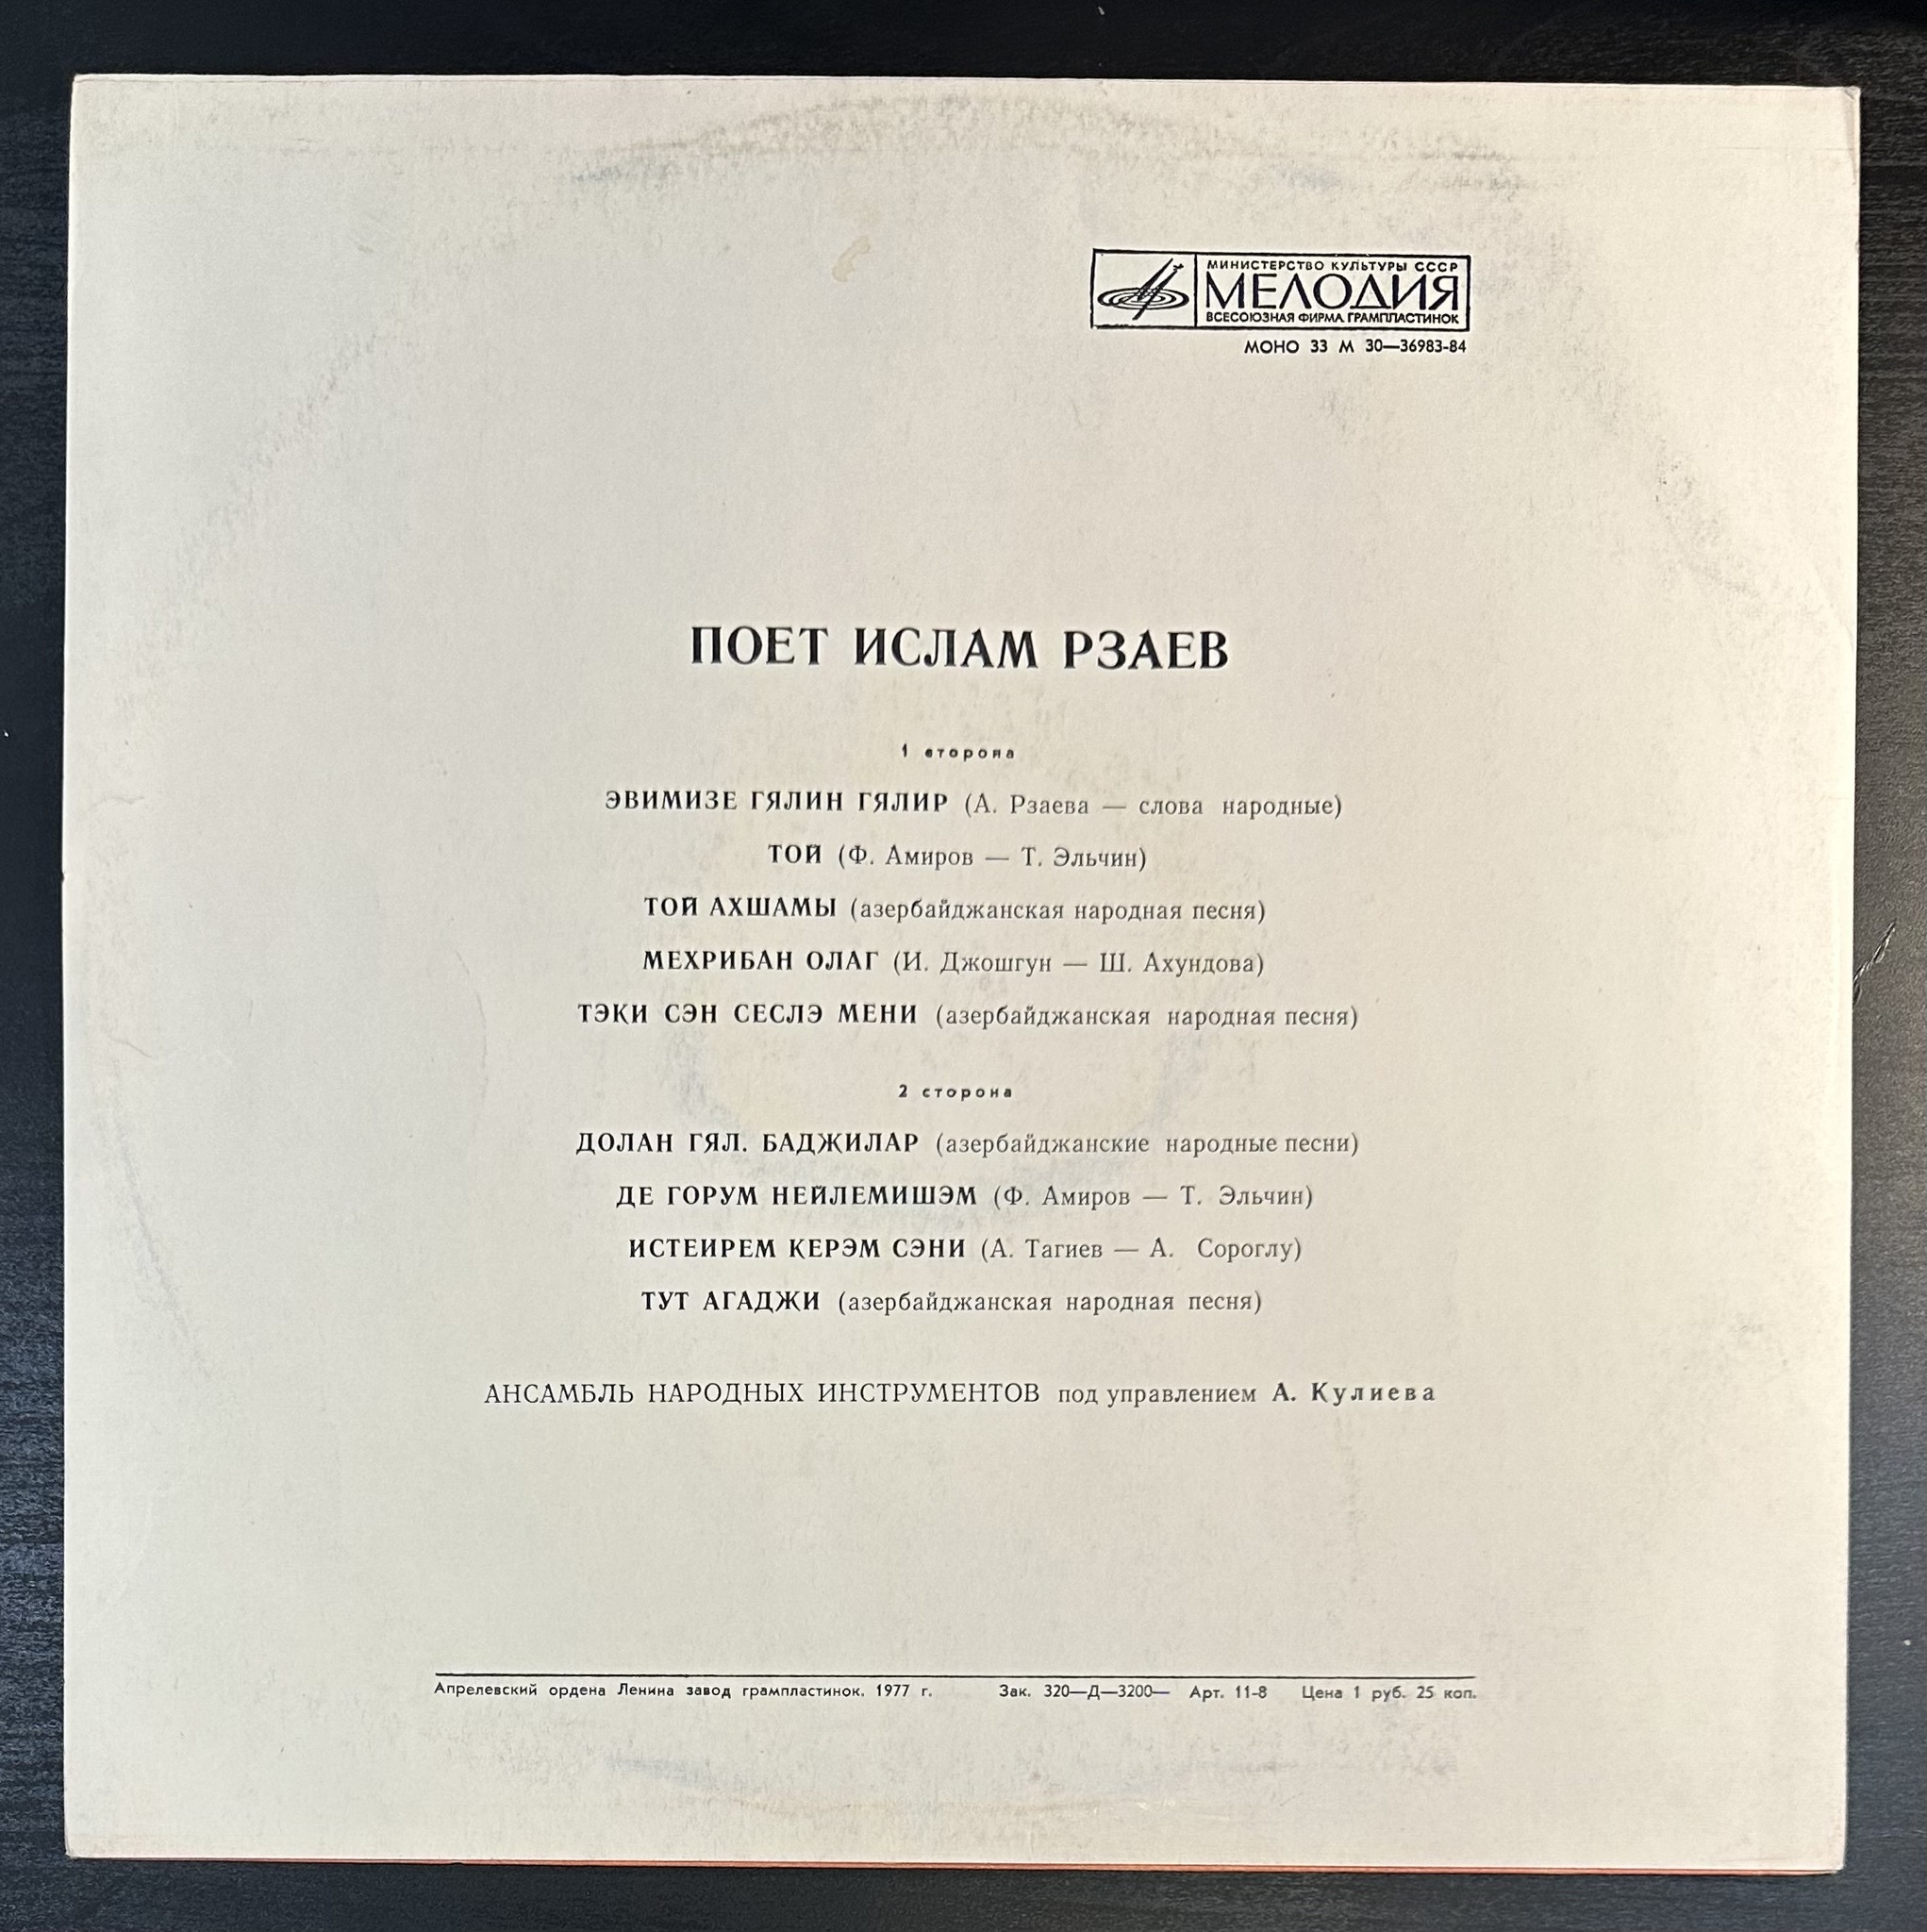 МИНИСТЕРСТВО КУЛЬТУРЫ СССР
МЕЛОДИЯ
ВСЕСОЮЗНАЯ ФИРМА ГРАМПЛАСТИНОК
МОНО 33 М 30—36983-84
ПОЕТ ИСЛАМ РЗАЕВ
1 сторона
ЭВИМИЗЕ ГЯЛИН ГЯЛИР (А. Рзаева — слова народные)
ТОЙ (Ф. Амиров — Т. Эльчин)
ТОЙ АХШАМЫ (азербайджанская народная песня)
МЕХРИБАН ОЛАГ (И. Джошгун — Ш. Ахундова)
ТЭКИ СЭН СЕСЛЭ МЕНИ (азербайджанская народная песня)
2 сторона
ДОЛАН ГЯЛ. БАДЖИЛАР (азербайджанские народные песни)
ДЕ ГОРУМ НЕЙЛЕМИШЭМ (Ф. Амиров — Т. Эльчин)
ИСТЕИРЕМ КЕРЭМ СЭНИ (А. Тагиев — А. Сороглу)
ТУТ АГАДЖИ (азербайджанская народная песня)
АНСАМБЛЬ НАРОДНЫХ ИНСТРУМЕНТОВ под управлением А. Кулиева
Апрелевский ордена Ленина завод грампластинок. 1977 г. Зак. 320—Д—3200— Арт. 11-8 Цена 1 руб. 25 коп.